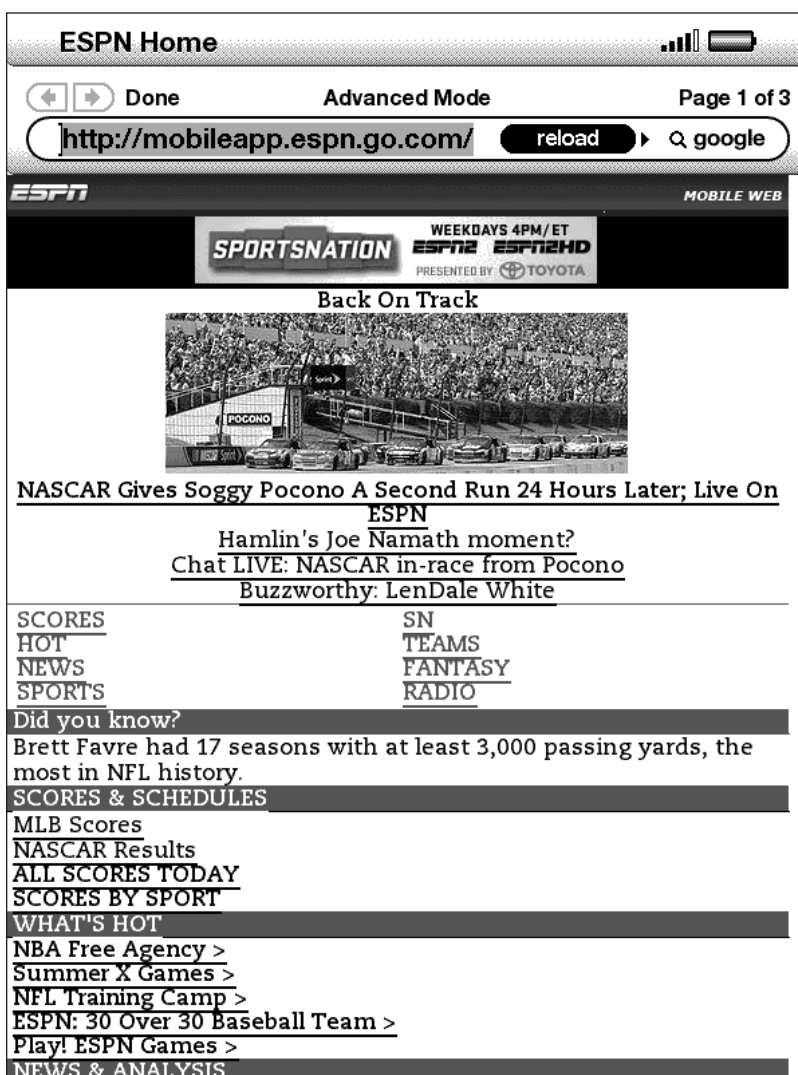 ESPN Home
Done Advanced Mode Page 1 of 3
http://mobileapp.espn.go.com/ reload google
ESPN MOBILE WEB
SPORTSNATION
WEEKDAYS 4PM/ET
ESPN2 ESPN2HD
PRESENTED BY TOYOTA
Back On Track
Sprint
POCONO
NASCAR Gives Soggy Pocono A Second Run 24 Hours Later; Live On
ESPN
Hamlin's Joe Namath moment?
Chat LIVE: NASCAR in-race from Pocono
Buzzworthy: LenDale White
SCORES SN
HOT TEAMS
NEWS FANTASY
SPORTS RADIO
Did you know?
Brett Favre had 17 seasons with at least 3,000 passing yards, the
most in NFL history.
SCORES & SCHEDULES
MLB Scores
NASCAR Results
ALL SCORES TODAY
SCORES BY SPORT
WHAT'S HOT
NBA Free Agency >
Summer X Games >
NFL Training Camp >
ESPN: 30 Over 30 Baseball Team >
Play! ESPN Games >
NEWS & ANALYSIS